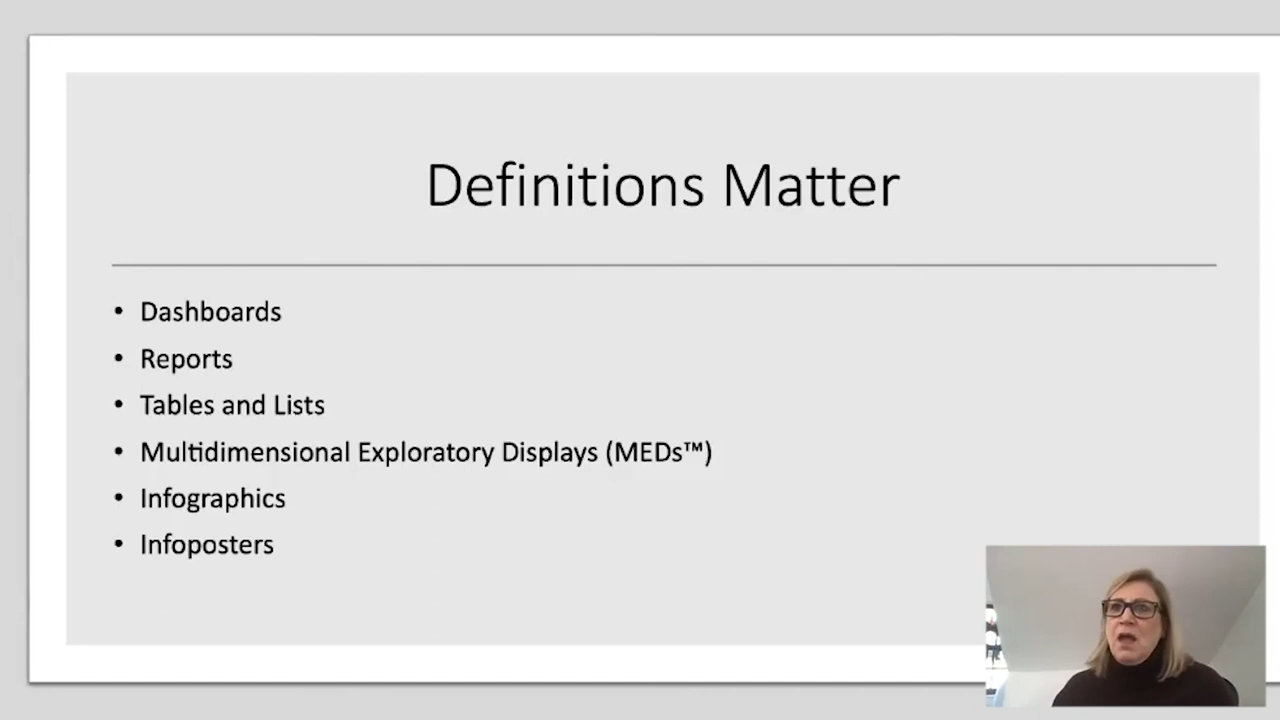 Definitions Matter
• Dashboards
• Reports
• Tables and Lists
• Multidimensional Exploratory Displays (MEDs™)
• Infographics
• Infoposters